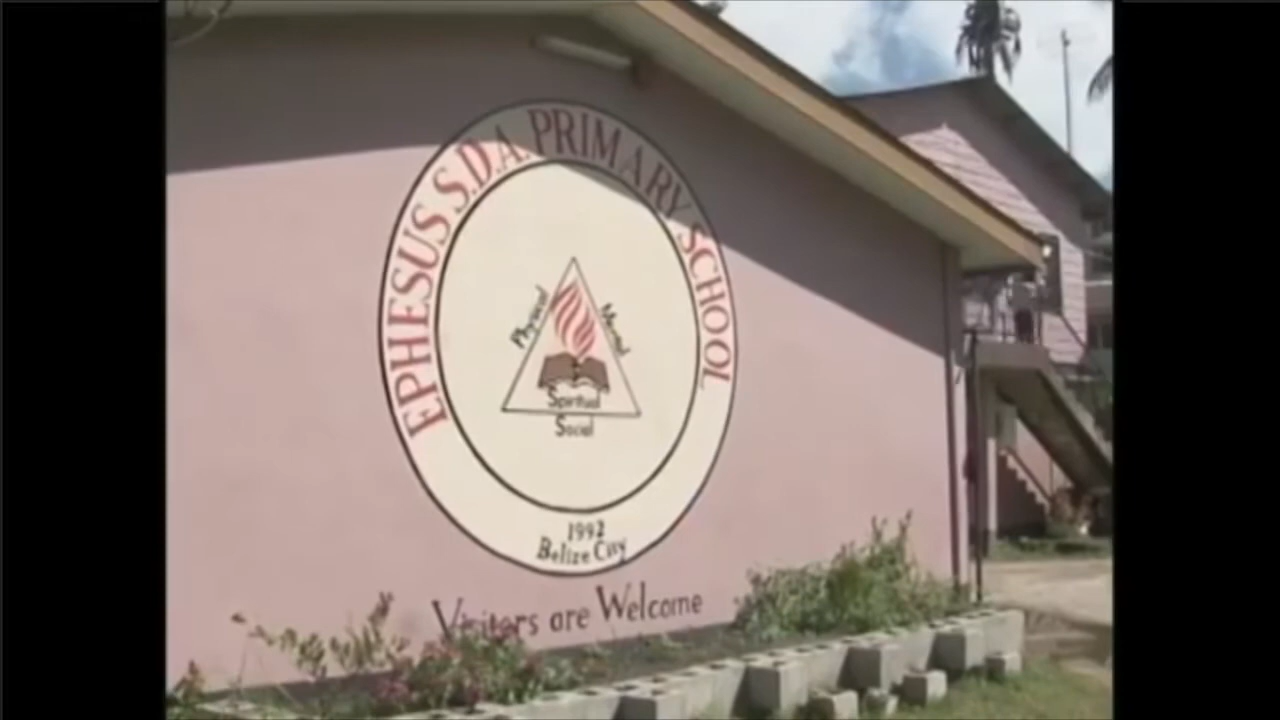 EPHESUS S.D.A. PRIMARY SCHOOL
Physical
Mental
Spiritual
Social
1992
Belize City
Visitors are Welcome